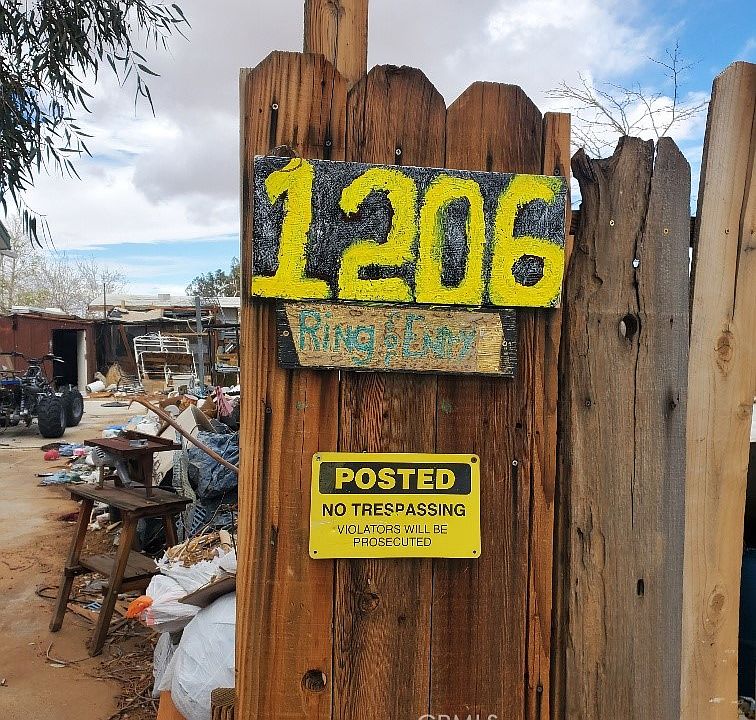 1206
Ring FOR Entry
POSTED
NO TRESPASSING
VIOLATORS WILL BE
PROSECUTED